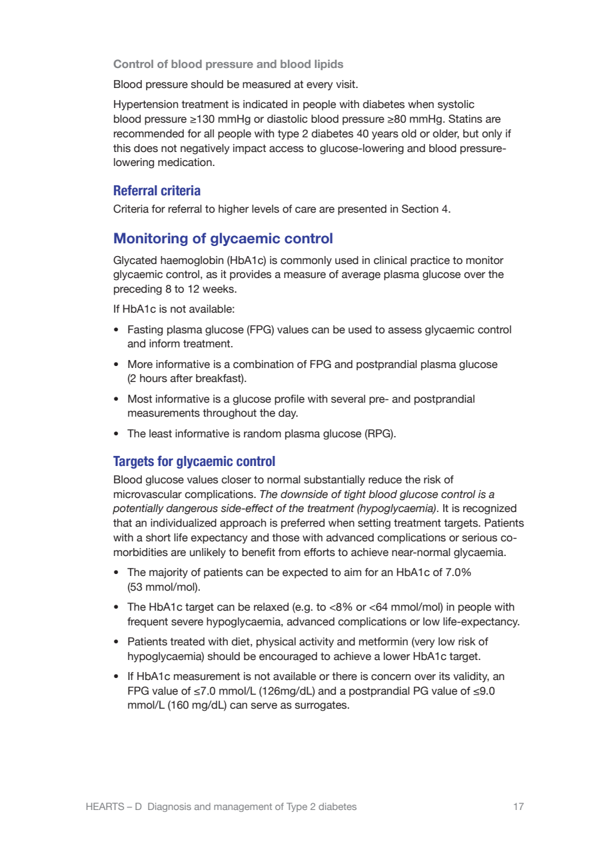 Control of blood pressure and blood lipids
Blood pressure should be measured at every visit.
Hypertension treatment is indicated in people with diabetes when systolic
blood pressure ≥130 mmHg or diastolic blood pressure ≥80 mmHg. Statins are
recommended for all people with type 2 diabetes 40 years old or older, but only if
this does not negatively impact access to glucose-lowering and blood pressure-
lowering medication.
Referral criteria
Criteria for referral to higher levels of care are presented in Section 4.
Monitoring of glycaemic control
Glycated haemoglobin (HbA1c) is commonly used in clinical practice to monitor
glycaemic control, as it provides a measure of average plasma glucose over the
preceding 8 to 12 weeks.
If HbA1c is not available:
• Fasting plasma glucose (FPG) values can be used to assess glycaemic control
and inform treatment.
• More informative is a combination of FPG and postprandial plasma glucose
(2 hours after breakfast).
• Most informative is a glucose profile with several pre- and postprandial
measurements throughout the day.
• The least informative is random plasma glucose (RPG).
Targets for glycaemic control
Blood glucose values closer to normal substantially reduce the risk of
microvascular complications. The downside of tight blood glucose control is a
potentially dangerous side-effect of the treatment (hypoglycaemia). It is recognized
that an individualized approach is preferred when setting treatment targets. Patients
with a short life expectancy and those with advanced complications or serious co-
morbidities are unlikely to benefit from efforts to achieve near-normal glycaemia.
• The majority of patients can be expected to aim for an HbA1c of 7.0%
(53 mmol/mol).
• The HbA1c target can be relaxed (e.g. to <8% or <64 mmol/mol) in people with
frequent severe hypoglycaemia, advanced complications or low life-expectancy.
• Patients treated with diet, physical activity and metformin (very low risk of
hypoglycaemia) should be encouraged to achieve a lower HbA1c target.
• If HbA1c measurement is not available or there is concern over its validity, an
FPG value of ≤7.0 mmol/L (126mg/dL) and a postprandial PG value of ≤9.0
mmol/L (160 mg/dL) can serve as surrogates.
HEARTS – D Diagnosis and management of Type 2 diabetes 17